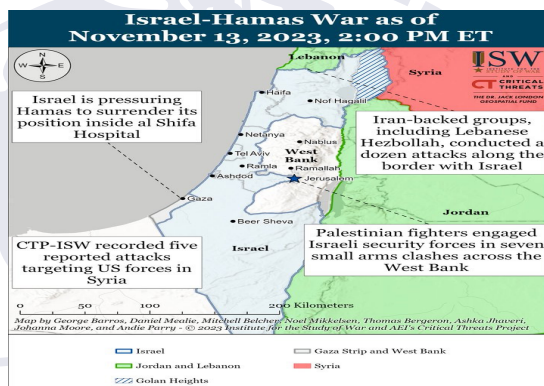 Israel-Hamas War as of
November 13, 2023, 2:00 PM ET
N
W E
S
Lebanon
Syria
ISW
CT CRITICAL
THREATS
THE DR. JACK LONDON
GEOSPATIAL FUND
Israel is pressuring
Hamas to surrender its
position inside al Shifa
Hospital
Haifa
Nof Hagalil
Iran-backed groups,
including Lebanese
Hezbollah, conducted a
dozen attacks along the
border with Israel
Netanya
Nablus
West
Bank
Tel Aviv
Ramla
Ramallah
Ashdod
Jerusalem
Gaza
Jordan
Beer Sheva
Israel
CTP-ISW recorded five
reported attacks
targeting US forces in
Syria
Palestinian fighters engaged
Israeli security forces in seven
small arms clashes across the
West Bank
0 200 Kilometers
Map by George Barros, Daniel Mealie, Mitchell Belcher, Noel Mikkelsen, Thomas Bergeron, Ashka Jhaveri,
Johanna Moore, and Andie Parry - © 2023 Institute for the Study of War and AEI's Critical Threats Project
Israel
Gaza Strip and West Bank
Jordan and Lebanon
Syria
Golan Heights